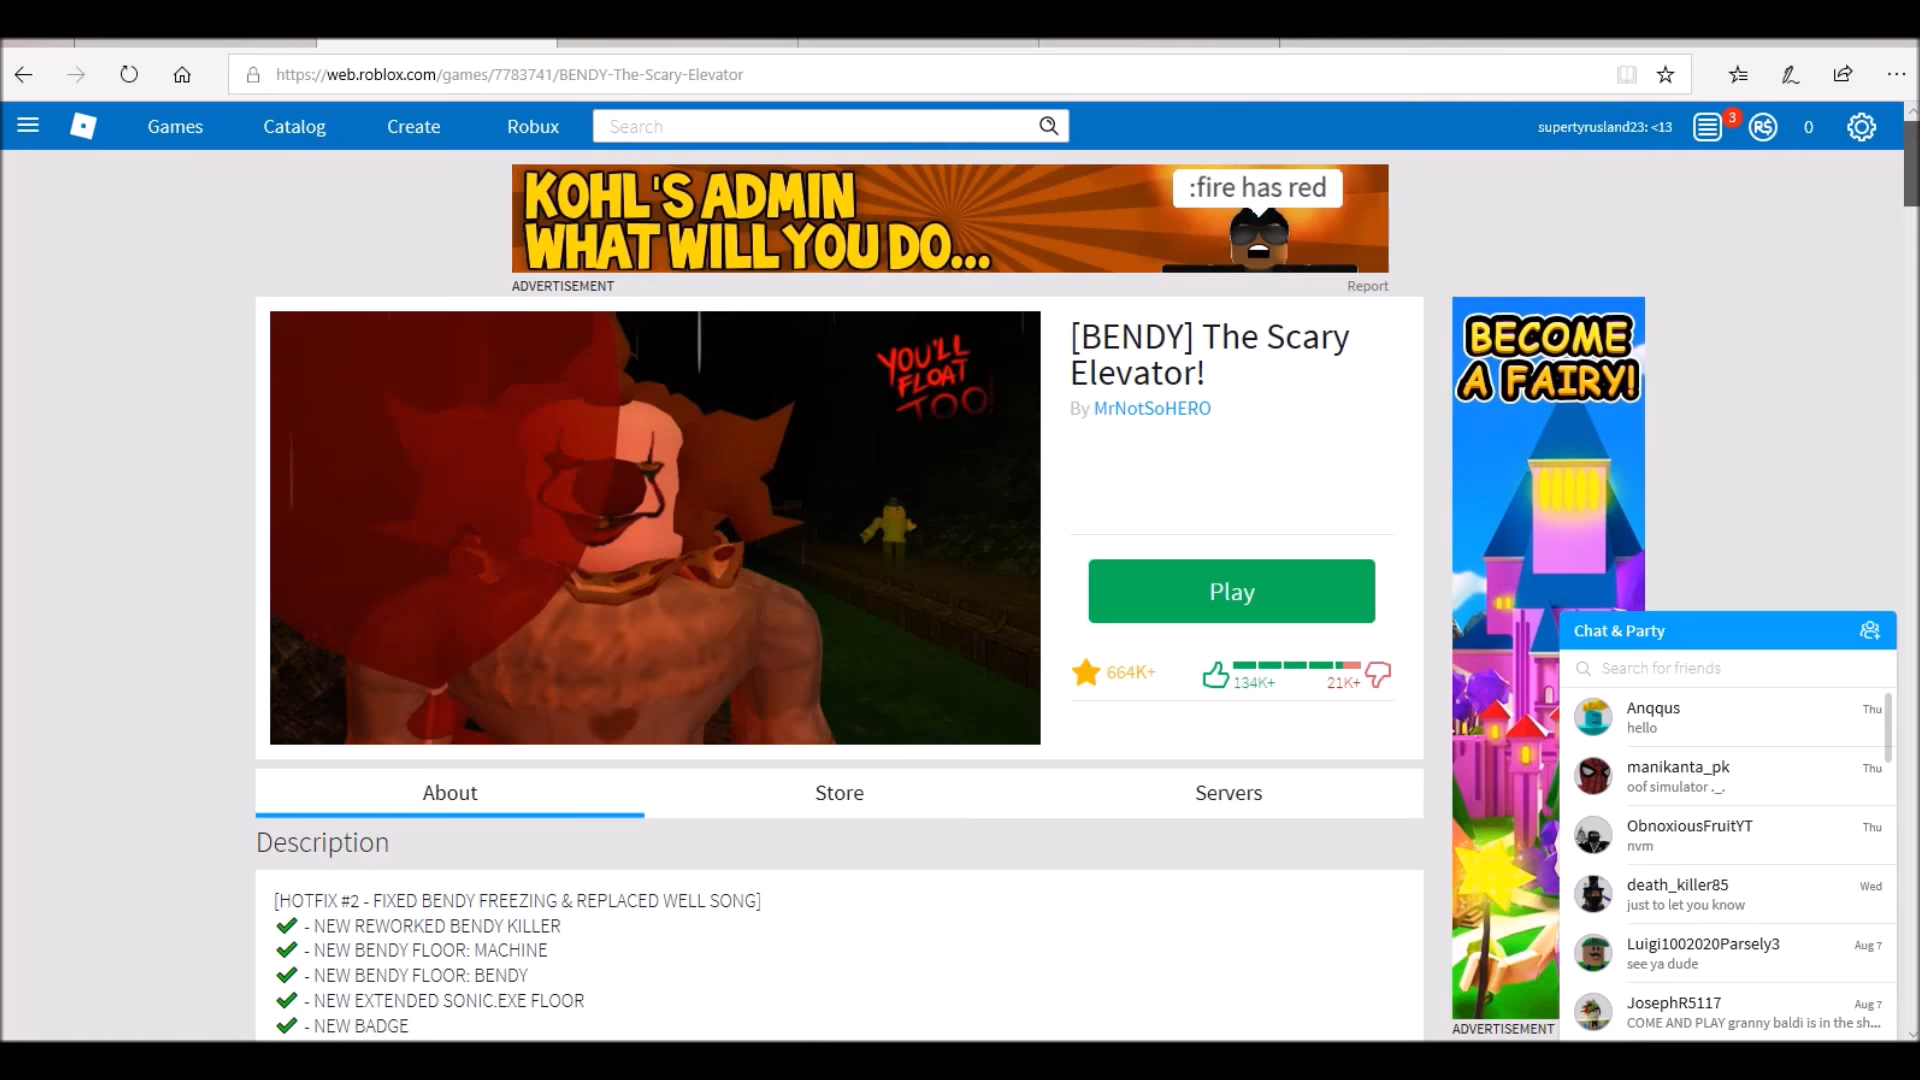 https://web.roblox.com/games/7783741/BENDY-The-Scary-Elevator
Games
Catalog
Create
Robux
Search
supertyrusland23: <13
3
R$
0
KOHL'S ADMIN
WHAT WILL YOU DO...
:fire has red
ADVERTISEMENT
Report
YOU'LL
FLOAT
TOO!
[BENDY] The Scary
Elevator!
By MrNotSoHERO
Play
664K+
134K+
21K+
BECOME
A FAIRY!
About
Store
Servers
Description
[HOTFIX #2 - FIXED BENDY FREEZING & REPLACED WELL SONG]
✔ - NEW REWORKED BENDY KILLER
✔ - NEW BENDY FLOOR: MACHINE
✔ - NEW BENDY FLOOR: BENDY
✔ - NEW EXTENDED SONIC.EXE FLOOR
✔ - NEW BADGE
ADVERTISEMENT
Chat & Party
Search for friends
Anqqus
Thu
hello
manikanta_pk
Thu
oof simulator ._.
ObnoxiousFruitYT
Thu
nvm
death_killer85
Wed
just to let you know
Luigi1002020Parsely3
Aug 7
see ya dude
JosephR5117
Aug 7
COME AND PLAY granny baldi is in the sh...